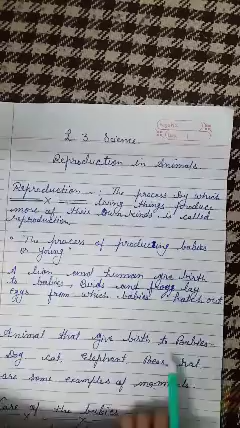 L 3 Science
Reproduction in Animals
Reproduction :- The process by which
living things produce
more of their own kinds is called
reproduction.
"The process of producing babies
or young"
A lion and human give birth
to babies. Birds and frogs lay
eggs from which babies hatch out
Animal that give birth to Babies
Dog cat, Elephant Bear
are some examples of mammals.
Care of the babies